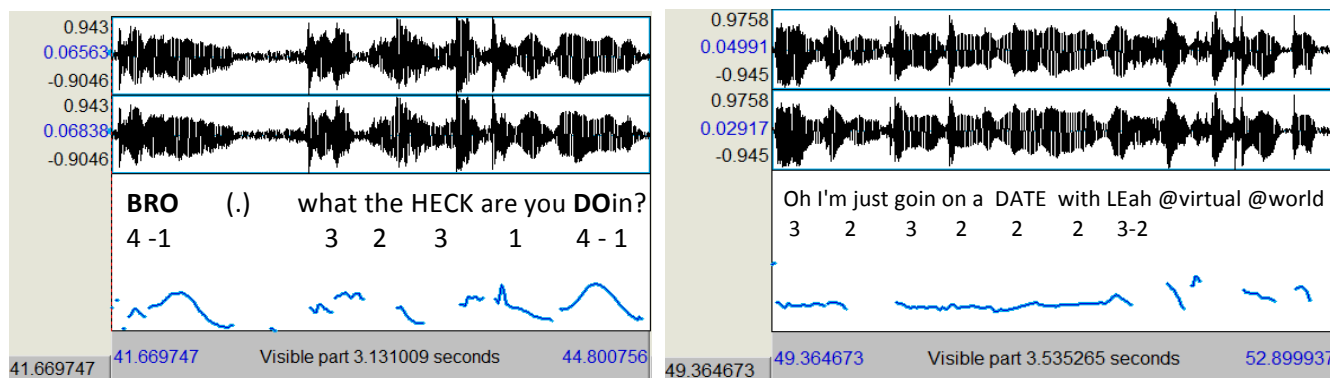 0.943
0.06563
-0.9046
0.943
0.06838
-0.9046
BRO (.) what the HECK are you DOin?
4 -1 3 2 3 1 4 - 1
41.669747 41.669747 Visible part 3.131009 seconds 44.800756
0.9758
0.04991
-0.945
0.9758
0.02917
-0.945
Oh I'm just goin on a DATE with LEah @virtual @world
3 2 3 2 2 2 3-2
49.364673 49.364673 Visible part 3.535265 seconds 52.899937